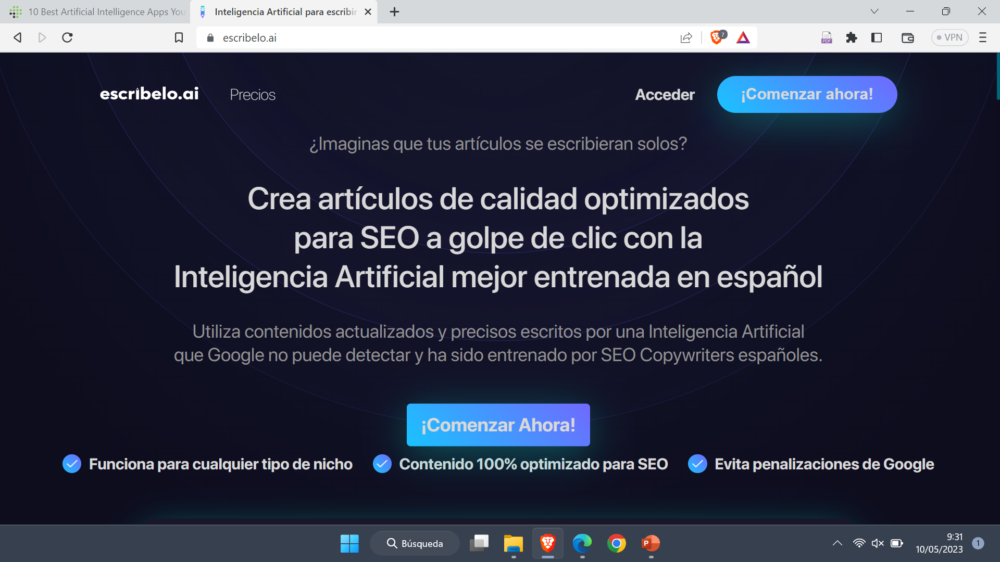 10 Best Artificial Intelligence Apps You
Inteligencia Artificial para escribir
escribelo.ai
7
PDF
VPN
escribelo.ai
Precios
Acceder
¡Comenzar ahora!
¿Imaginas que tus artículos se escribieran solos?
Crea artículos de calidad optimizados
para SEO a golpe de clic con la
Inteligencia Artificial mejor entrenada en español
Utiliza contenidos actualizados y precisos escritos por una Inteligencia Artificial
que Google no puede detectar y ha sido entrenado por SEO Copywriters españoles.
¡Comenzar Ahora!
Funciona para cualquier tipo de nicho
Contenido 100% optimizado para SEO
Evita penalizaciones de Google
Búsqueda
P
9:31
10/05/2023
1